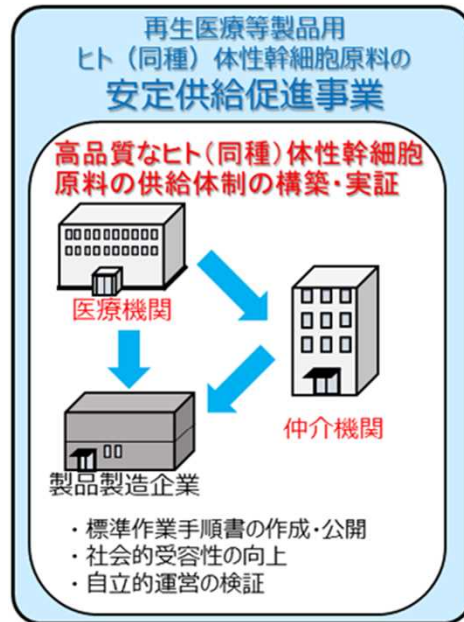 再生医療等製品用
ヒト（同種）体性幹細胞原料の
安定供給促進事業
高品質なヒト（同種）体性幹細胞
原料の供給体制の構築・実証
医療機関
仲介機関
製品製造企業
・標準作業手順書の作成・公開
・社会的受容性の向上
・自立的運営の検証